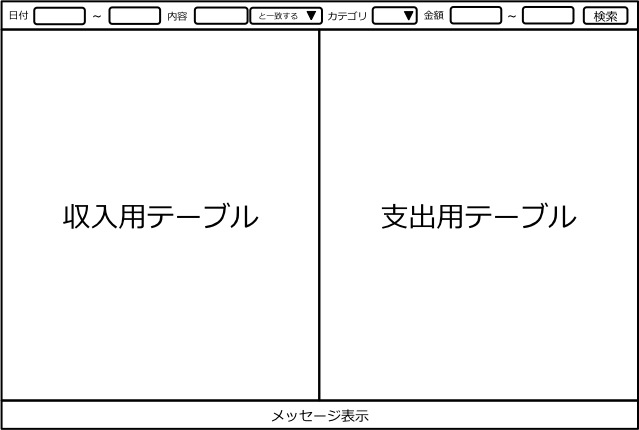 日付 ～ 内容 と一致する ▼ カテゴリ ▼ 金額 ～ 検索
収入用テーブル 支出用テーブル
メッセージ表示